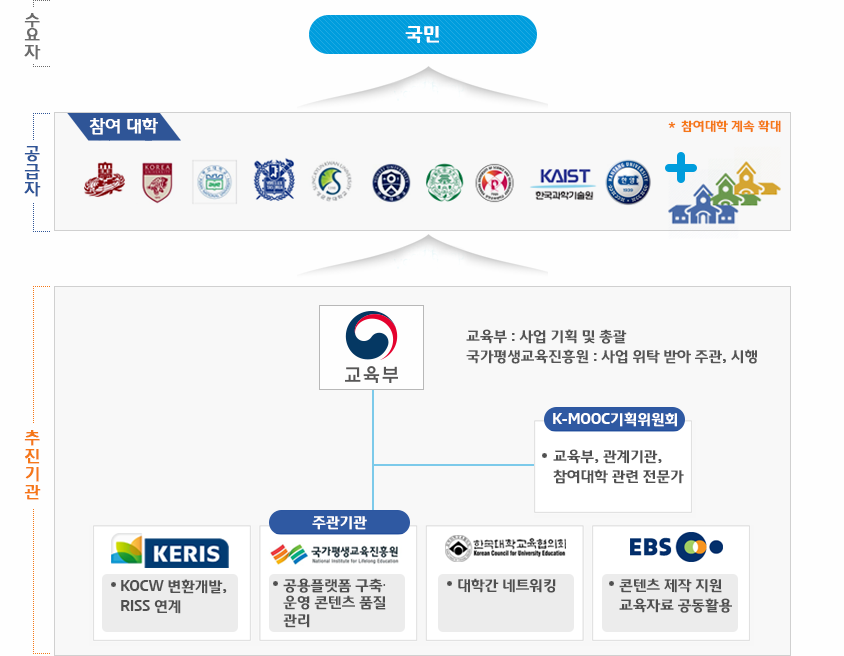 수요자
국민
공급자
참여 대학
* 참여대학 계속 확대
KOREA
KAIST
한국과학기술원
추진기관
교육부
교육부 : 사업 기획 및 총괄
국가평생교육진흥원 : 사업 위탁 받아 주관, 시행
K-MOOC기획위원회
• 교육부, 관계기관,
참여대학 관련 전문가
주관기관
KERIS
• KOCW 변환개발,
RISS 연계
국가평생교육진흥원
National Institute for Lifelong Education
• 공용플랫폼 구축·
운영 콘텐츠 품질
관리
한국대학교육협의회
Korean Council for University Education
• 대학간 네트워킹
EBS
• 콘텐츠 제작 지원
교육자료 공동활용